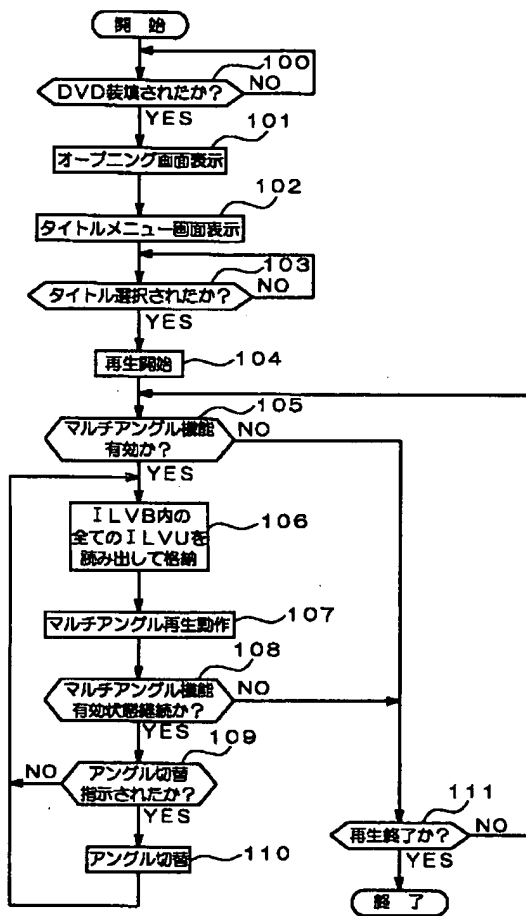 開 始
100
DVD装填されたか?
NO
YES
101
オープニング画面表示
102
タイトルメニュー画面表示
103
タイトル選択されたか?
NO
YES
104
再生開始
105
マルチアングル機能
有効か?
NO
YES
ILVB内の
全てのILVUを
読み出して格納
106
107
マルチアングル再生動作
108
マルチアングル機能
有効状態継続か?
NO
YES
109
NO
アングル切替
指示されたか?
YES
アングル切替
110
111
再生終了か?
NO
YES
終 了